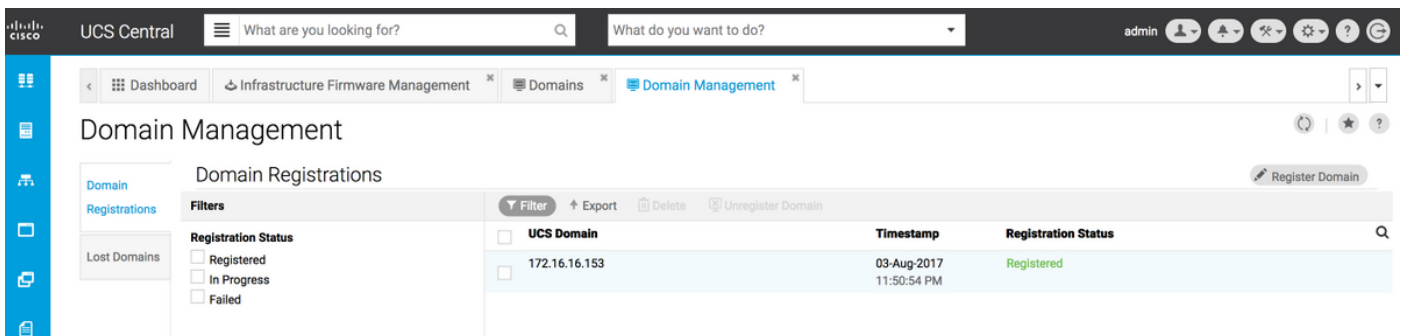 CISCO
UCS Central
What are you looking for?
What do you want to do?
admin
?
Dashboard
Infrastructure Firmware Management
Domains
Domain Management
Domain Management
?
Domain Registrations
Lost Domains
Domain Registrations
Register Domain
Filters
Registration Status
Registered
In Progress
Failed
Filter
Export
Delete
Unregister Domain
UCS Domain
Timestamp
Registration Status
172.16.16.153
03-Aug-2017
11:50:54 PM
Registered